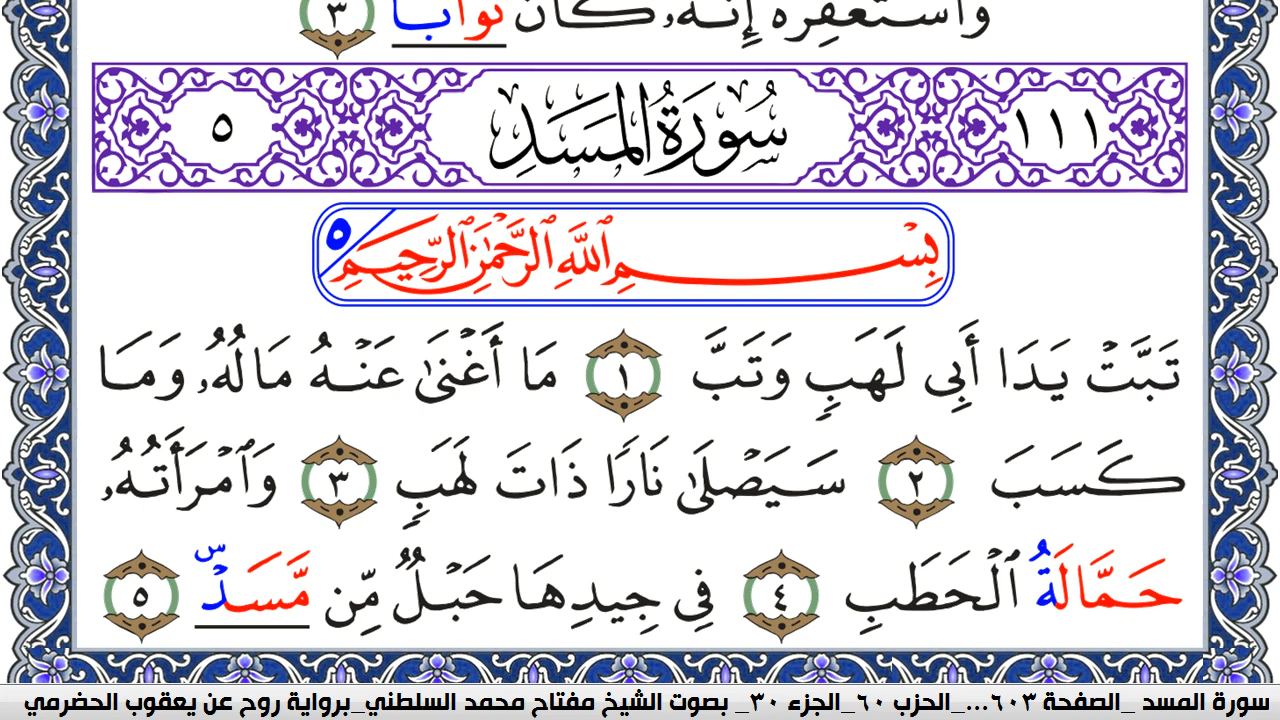 وَاسْتَغْفِرْهُ إِنَّهُۥ كَانَ تَوَّابًا ٣
١١١ سُورَةُ المَسَدِ ٥
بِسْمِ ٱللَّهِ ٱلرَّحْمَٰنِ ٱلرَّحِيمِ ٥
تَبَّتْ يَدَا أَبِي لَهَبٍ وَتَبَّ ١ مَا أَغْنَىٰ عَنْهُ مَالُهُۥ وَمَا
كَسَبَ ٢ سَيَصْلَىٰ نَارًا ذَاتَ لَهَبٍ ٣ وَٱمْرَأَتُهُۥ
حَمَّالَةُ ٱلْحَطَبِ ٤ فِي جِيدِهَا حَبْلٌ مِّن مَّسَدْ س ٥
سورة المسد _الصفحة ٦٠٣..._الحزب ٦٠_الجزء ٣٠_ بصوت الشيخ مفتاح محمد السلطني_برواية روح عن يعقوب الحضرمي